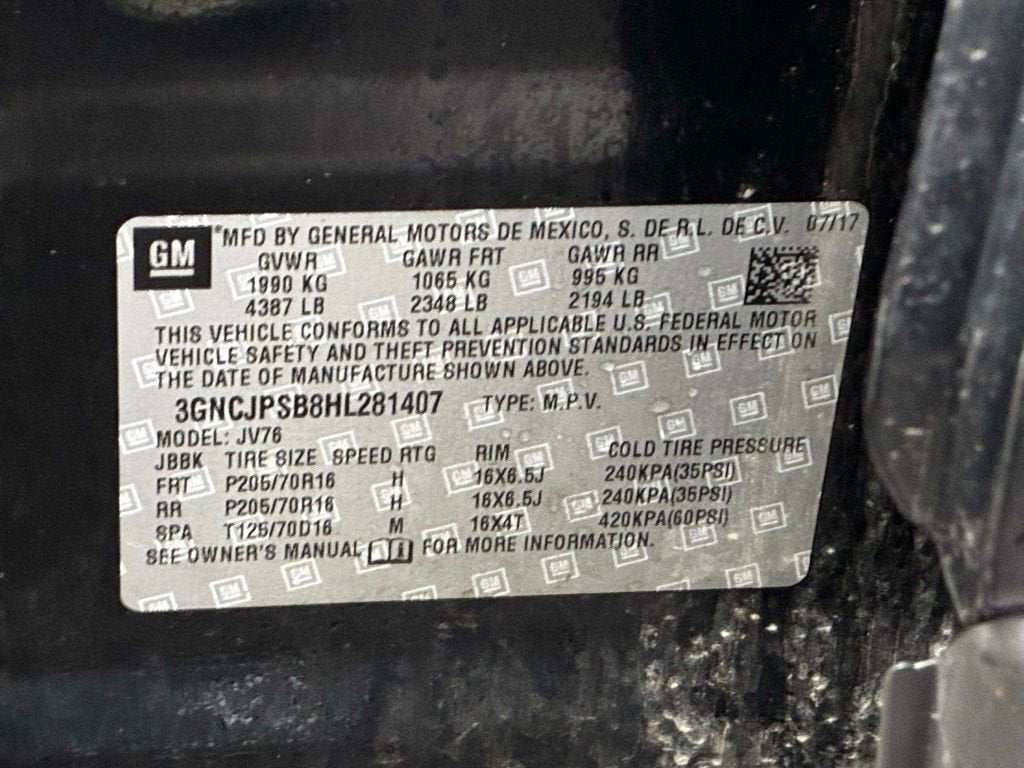 GM ®MFD BY GENERAL MOTORS DE MEXICO, S. DE R.L. DE C.V. 07/17
GVWR GAWR FRT GAWR RR
1990 KG 1065 KG 995 KG
4387 LB 2348 LB 2194 LB
THIS VEHICLE CONFORMS TO ALL APPLICABLE U.S. FEDERAL MOTOR
VEHICLE SAFETY AND THEFT PREVENTION STANDARDS IN EFFECT ON
THE DATE OF MANUFACTURE SHOWN ABOVE.
3GNCJPSB8HL281407 TYPE: M.P.V.
MODEL: JV76
JBBK TIRE SIZE SPEED RTG RIM COLD TIRE PRESSURE
FRT P205/70R16 H 16X6.5J 240KPA(35PSI)
RR P205/70R16 H 16X6.5J 240KPA(35PSI)
SPA T125/70D16 M 16X4T 420KPA(60PSI)
SEE OWNER'S MANUAL FOR MORE INFORMATION.